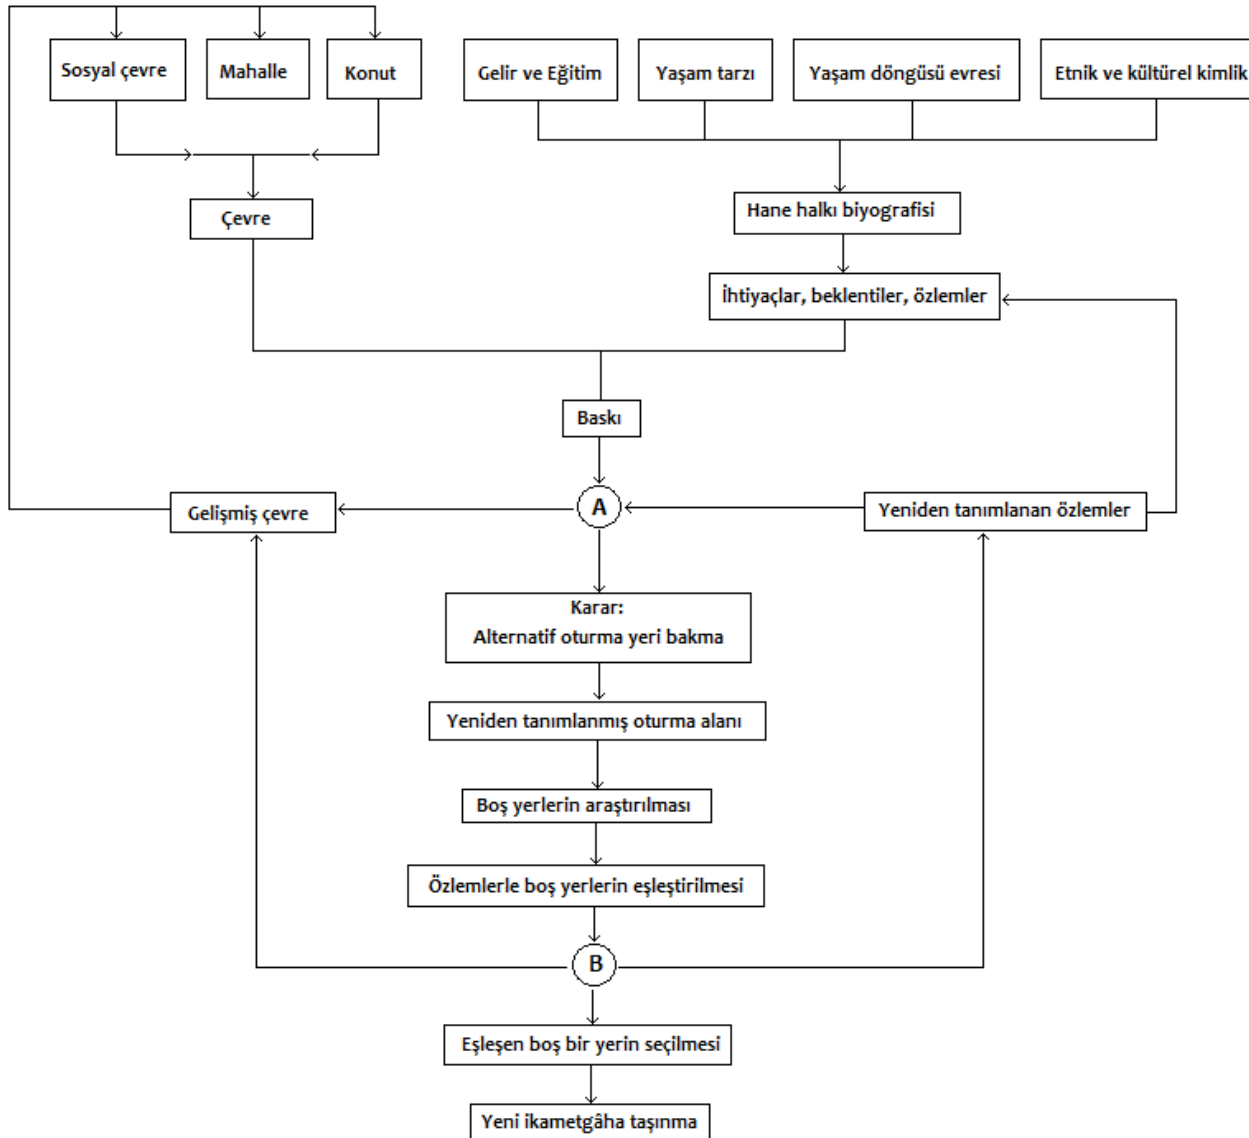 Sosyal çevre
Mahalle
Konut
Gelir ve Eğitim
Yaşam tarzı
Yaşam döngüsü evresi
Etnik ve kültürel kimlik
Çevre
Hane halkı biyografisi
İhtiyaçlar, beklentiler, özlemler
Baskı
Gelişmiş çevre
A
Yeniden tanımlanan özlemler
Karar:
Alternatif oturma yeri bakma
Yeniden tanımlanmış oturma alanı
Boş yerlerin araştırılması
Özlemlerle boş yerlerin eşleştirilmesi
B
Eşleşen boş bir yerin seçilmesi
Yeni ikametgâha taşınma